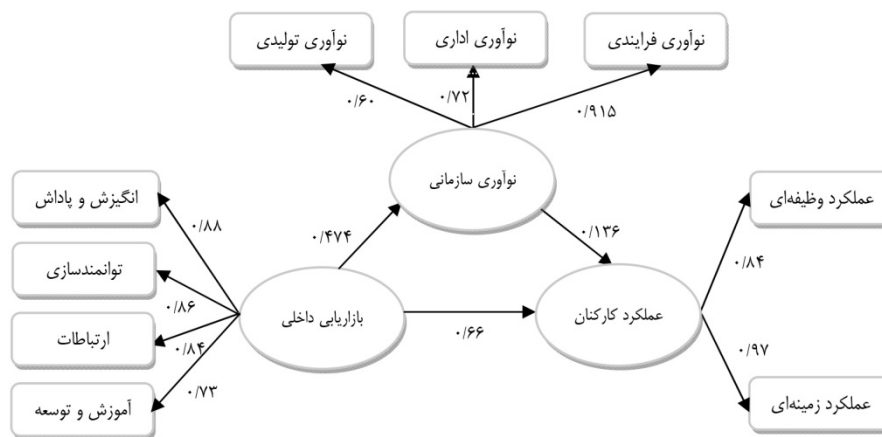 نوآوری فرایندی
نوآوری اداری
نوآوری تولیدی
۰/۹۱۵
۰/۷۲
۰/۶۰
نوآوری سازمانی
عملکرد وظیفه‌ای
انگیزش و پاداش
۰/۸۸
۰/۴۷۴
۰/۱۳۶
۰/۸۴
توانمندسازی
۰/۸۶
بازاریابی داخلی
عملکرد کارکنان
۰/۶۶
ارتباطات
۰/۸۴
۰/۹۷
۰/۷۳
آموزش و توسعه
عملکرد زمینه‌ای